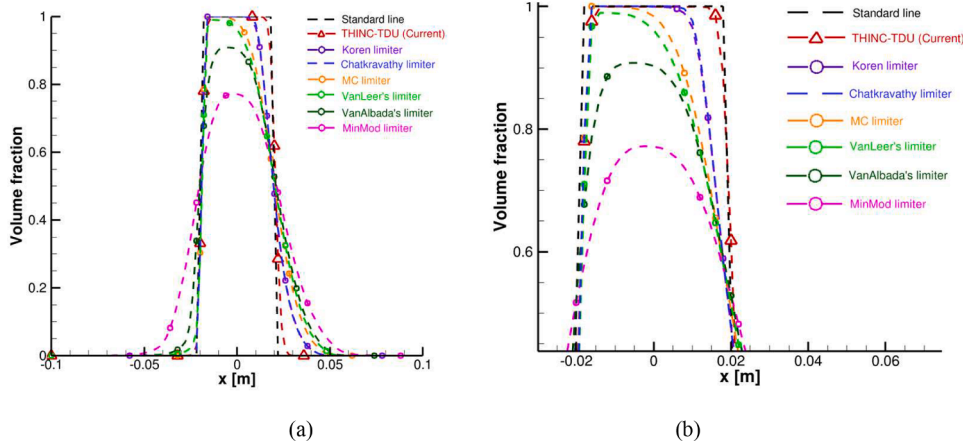 1
0.8
0.6
0.4
0.2
0
Volume fraction
-0.1
-0.05
0
0.05
0.1
x [m]
Standard line
THINC-TDU (Current)
Koren limiter
Chatkravathy limiter
MC limiter
VanLeer's limiter
VanAlbada's limiter
MinMod limiter
(a)
1
0.8
0.6
Volume fraction
-0.02
0
0.02
0.04
0.06
x [m]
Standard line
THINC-TDU (Current)
Koren limiter
Chatkravathy limiter
MC limiter
VanLeer's limiter
VanAlbada's limiter
MinMod limiter
(b)